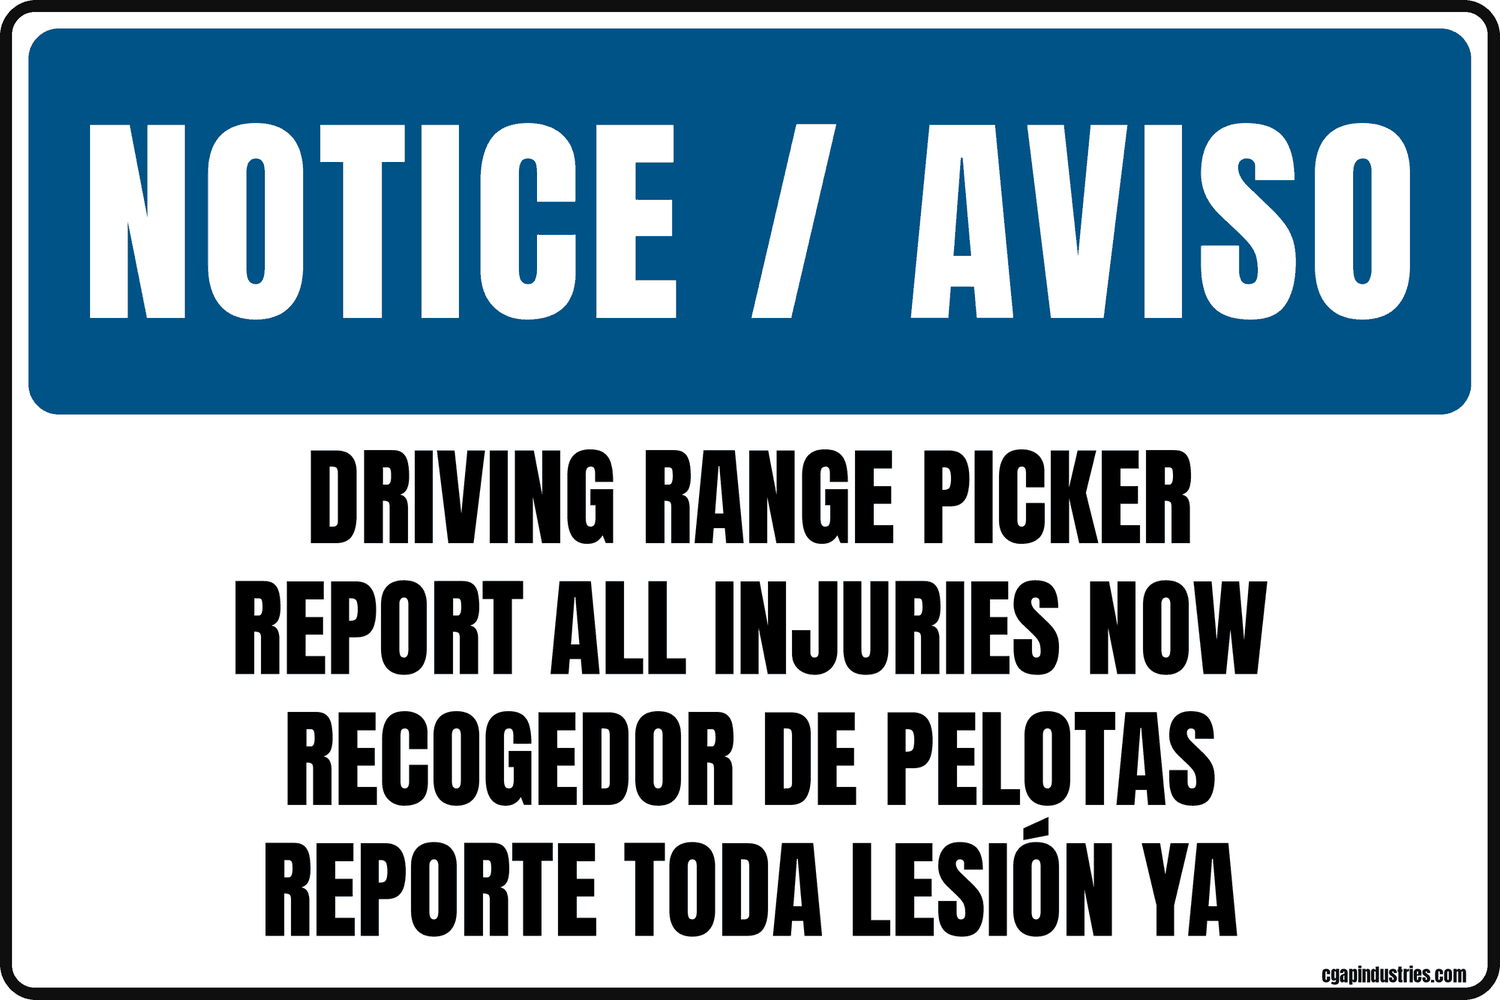 NOTICE / AVISO
DRIVING RANGE PICKER
REPORT ALL INJURIES NOW
RECOGEDOR DE PELOTAS
REPORTE TODA LESIÓN YA
cgapindustries.com